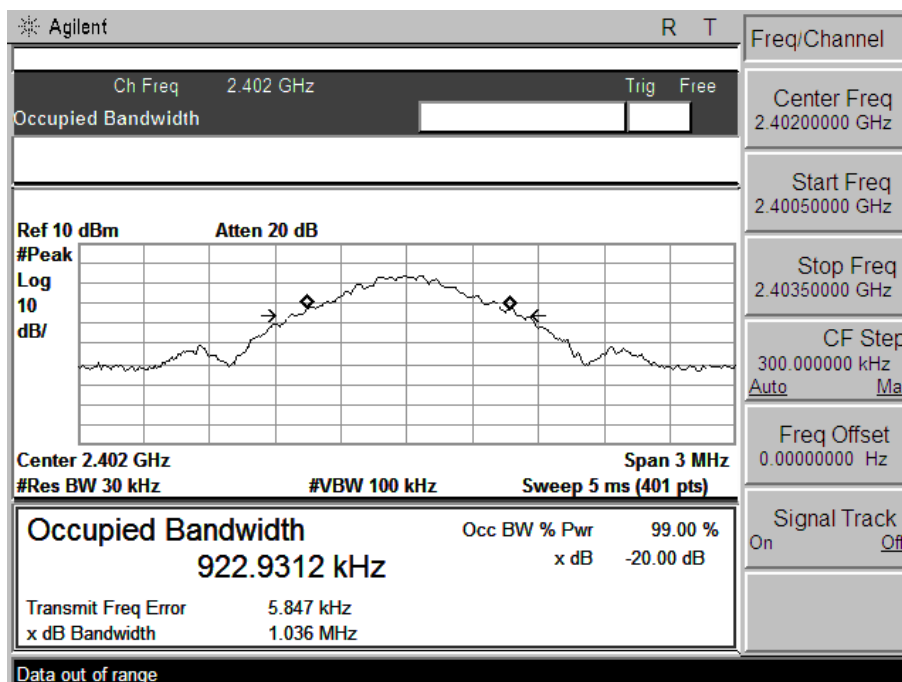 Agilent R T
Freq/Channel
Ch Freq 2.402 GHz Trig Free
Occupied Bandwidth
Center Freq
2.40200000 GHz
Start Freq
2.40050000 GHz
Stop Freq
2.40350000 GHz
CF Step
300.000000 kHz
Auto Ma
Freq Offset
0.00000000 Hz
Signal Track
On Off
Ref 10 dBm Atten 20 dB
#Peak
Log
10
dB/
Center 2.402 GHz Span 3 MHz
#Res BW 30 kHz #VBW 100 kHz Sweep 5 ms (401 pts)
Occupied Bandwidth Occ BW % Pwr 99.00 %
922.9312 kHz x dB -20.00 dB
Transmit Freq Error 5.847 kHz
x dB Bandwidth 1.036 MHz
Data out of range